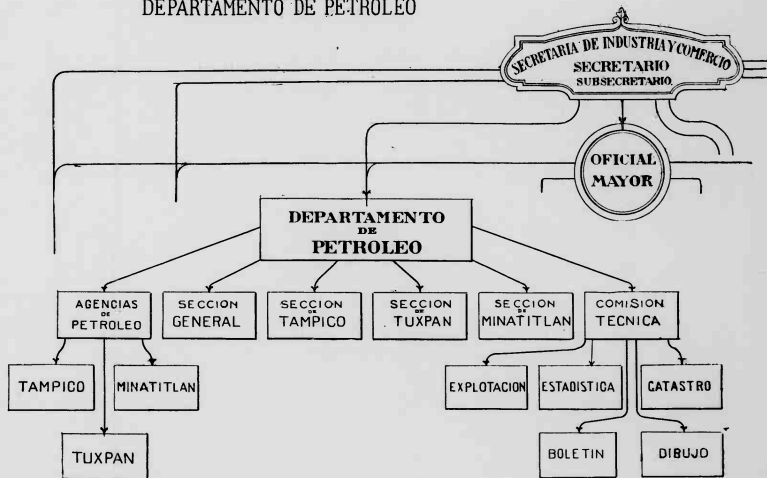 DEPARTAMENTO DE PETROLEO
SECRETARIA DE INDUSTRIA Y COMERCIO
SECRETARIO
SUBSECRETARIO.
OFICIAL
MAYOR
DEPARTAMENTO
DE
PETROLEO
AGENCIAS
DE
PETROLEO
SECCION
GENERAL
SECCION
DE
TAMPICO
SECCION
DE
TUXPAN
SECCION
DE
MINATITLAN
COMISION
TECNICA
TAMPICO
MINATITLAN
EXPLOTACION
ESTADISTICA
CATASTRO
TUXPAN
BOLETIN
DIBUJO